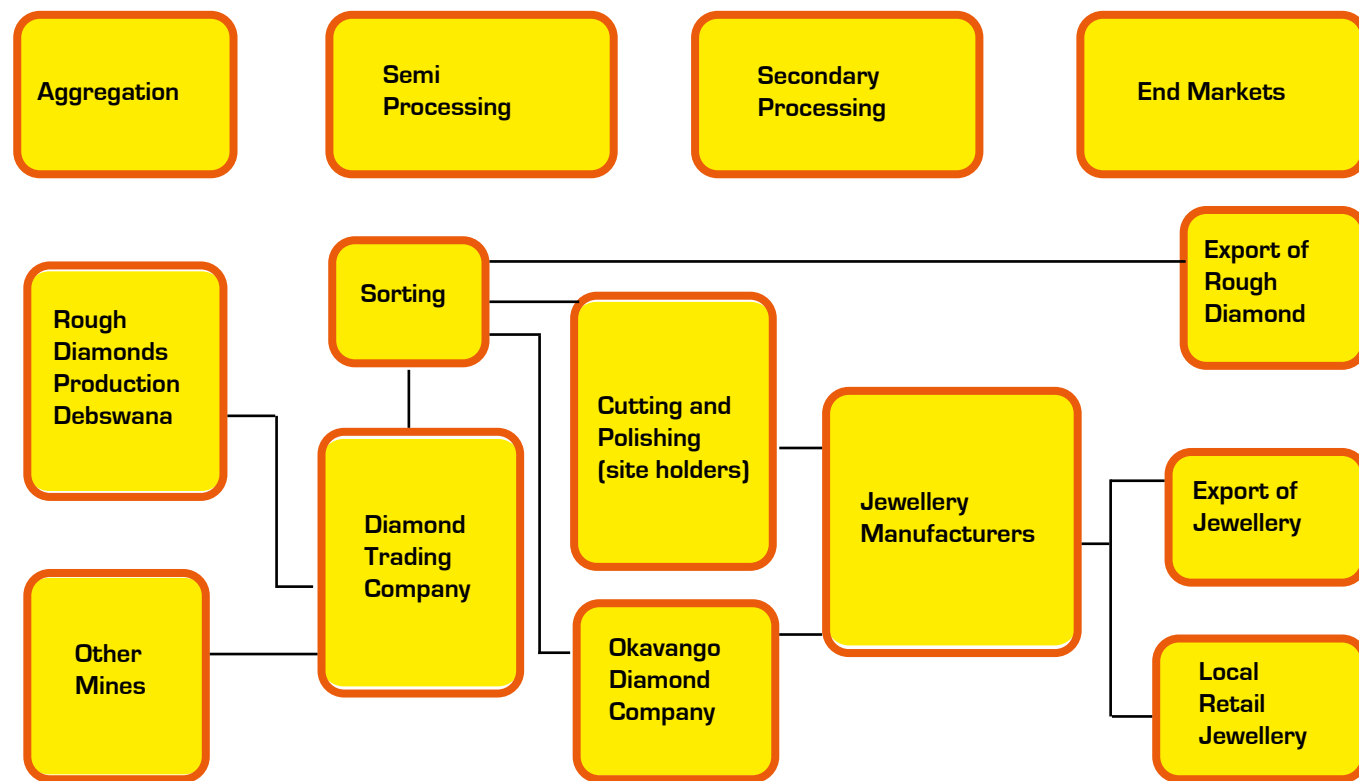 Aggregation
Semi
Processing
Secondary
Processing
End Markets
Rough
Diamonds
Production
Debswana
Other
Mines
Sorting
Diamond
Trading
Company
Cutting and
Polishing
(site holders)
Okavango
Diamond
Company
Jewellery
Manufacturers
Export of
Rough
Diamond
Export of
Jewellery
Local
Retail
Jewellery